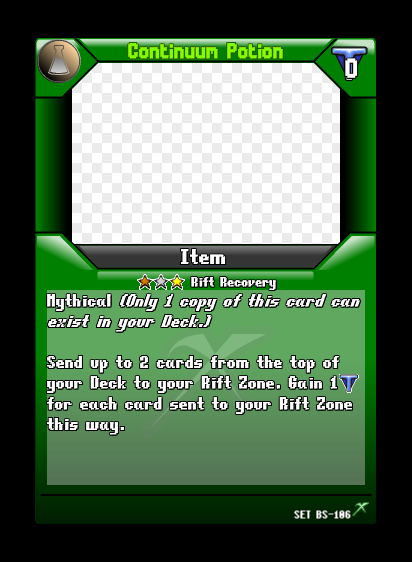 Continuum Potion
0
Item
Rift Recovery
Mythical (Only 1 copy of this card can
exist in your Deck.)
Send up to 2 cards from the top of
your Deck to your Rift Zone. Gain 1
for each card sent to your Rift Zone
this way.
SET BS-106